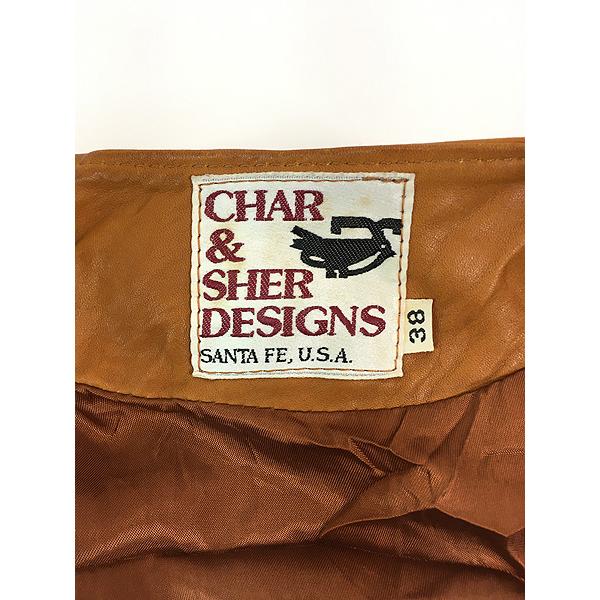 CHAR
&
SHER
DESIGNS
SANTA FE, U.S.A.
38